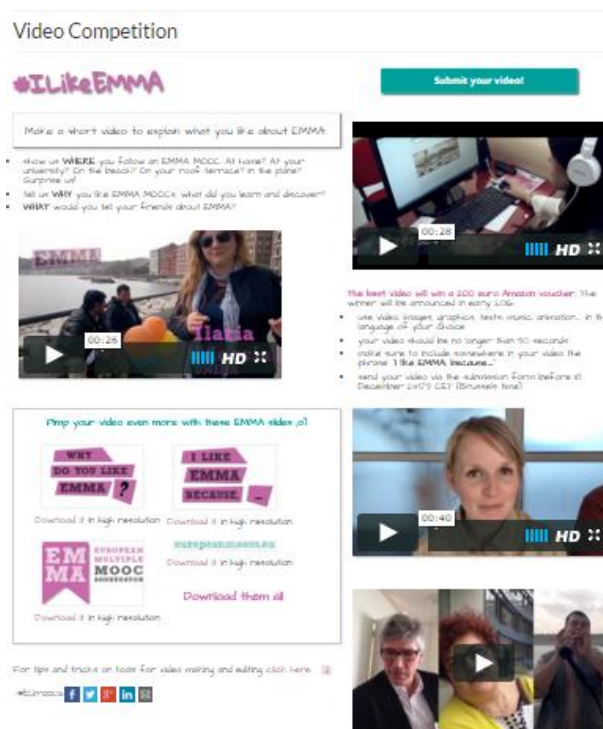 Video Competition
#ILikeEMMA
Submit your video!
Make a short video to explain what you like about EMMA
show us WHERE you follow an EMMA MOOC. At home? At your
university? On the beach? On your roof terrace? In the plane?
Surprise us!
tell us WHY you like EMMA MOOCs. what did you learn and discover?
WHAT would you tell your friends about EMMA?
EMMA
Ilaria
00:26
HD
00:28
HD
The best video will win a 200 euro Amazon voucher. The
winner will be announced in early
use video images, graphics, texts, music, animation... in the
language of your choice
your video should be no longer than 90 seconds
make sure to include somewhere in your video the
phrase "I like EMMA because..."
send your video via the submission form before
December 23:59 CET (Brussels time)
Pimp your video even more with these EMMA slides ;o)
WHY
DO YOU LIKE
EMMA ?
Download it in high resolution
I LIKE
EMMA
BECAUSE, ...
Download it in high resolution
EM
MA
EUROPEAN
MULTIPLE
MOOC
AGGREGATOR
Download it in high resolution
europeanmoocs.eu
Download it in high resolution
Download them all
00:40
HD
For tips and tricks on tools for video making and editing click here